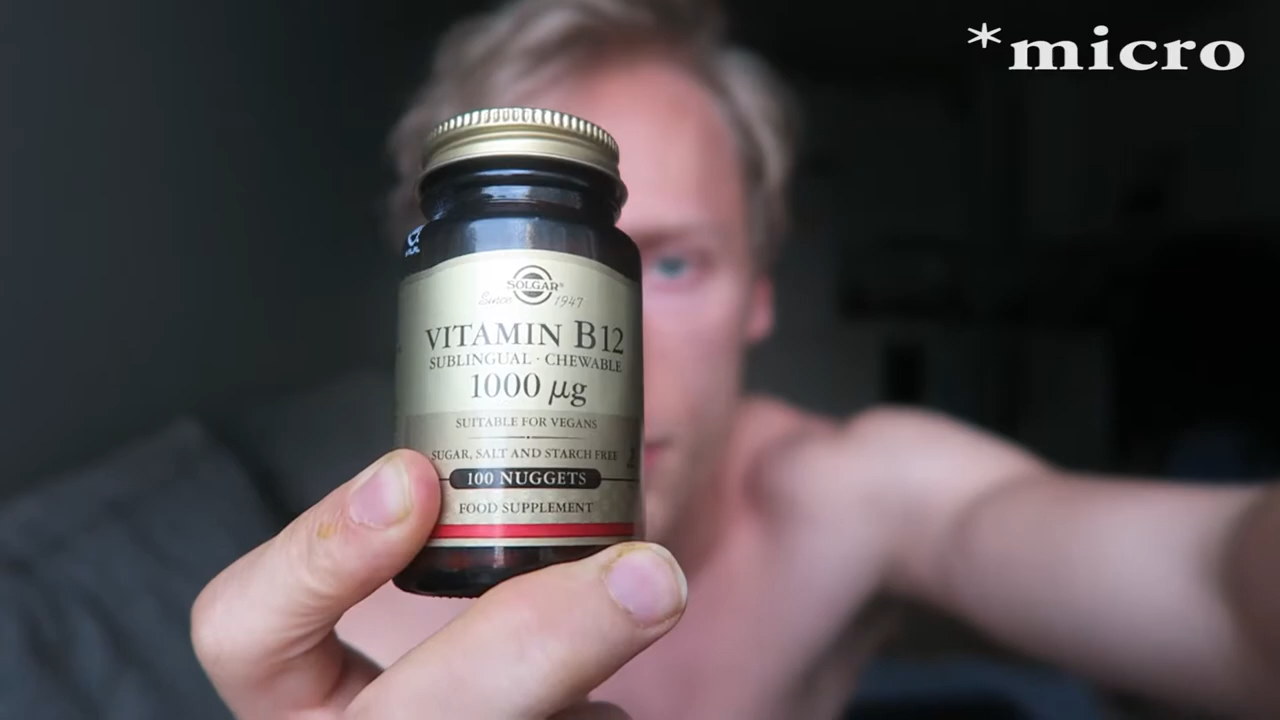 *micro
SOLGAR®
Since 1947
VITAMIN B12
SUBLINGUAL · CHEWABLE
1000 µg
SUITABLE FOR VEGANS
SUGAR, SALT AND STARCH FREE
100 NUGGETS
FOOD SUPPLEMENT